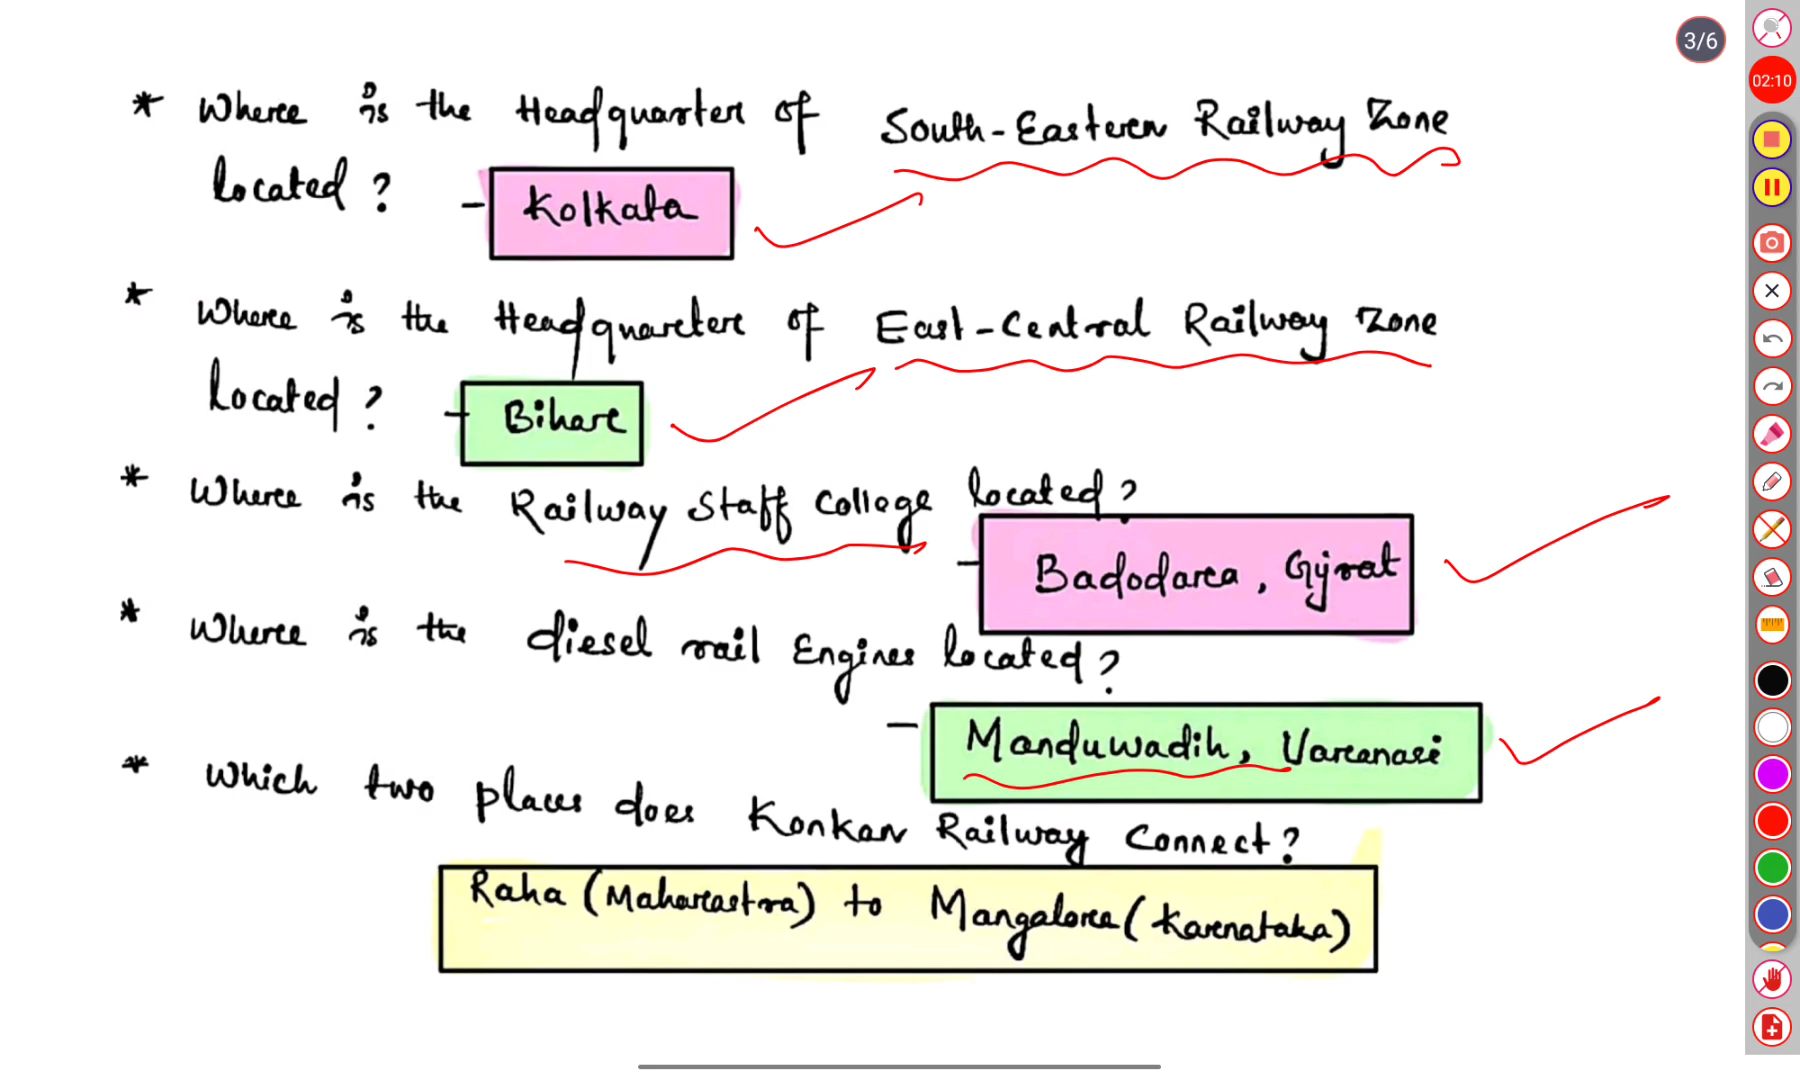 3/6
02:10
* Where is the Headquarter of South-Eastern Railway Zone
located? - Kolkata
* Where is the Headquarter of East-Central Railway Zone
located? - Bihar
* Where is the Railway Staff College located?
- Badodara, Gujrat
* Where is the diesel rail Engines located?
- Manduwadih, Varanasi
* Which two places does Konkan Railway Connect?
Raha (Maharastra) to Mangalore (Karnataka)